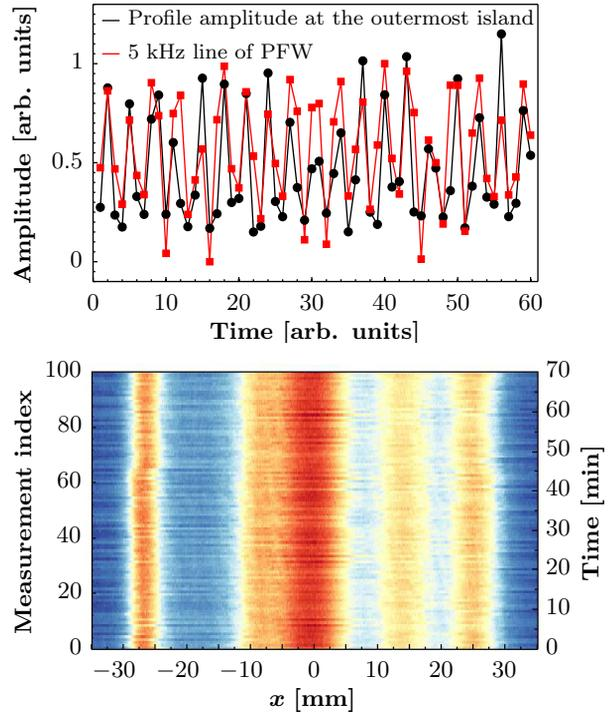 Profile amplitude at the outermost island
5 kHz line of PFW
Amplitude [arb. units]
1
0.5
0
0 10 20 30 40 50 60
Time [arb. units]
Measurement index
100
80
60
40
20
0
70
60
50
40
30
20
10
0
Time [min]
−30 −20 −10 0 10 20 30
x [mm]